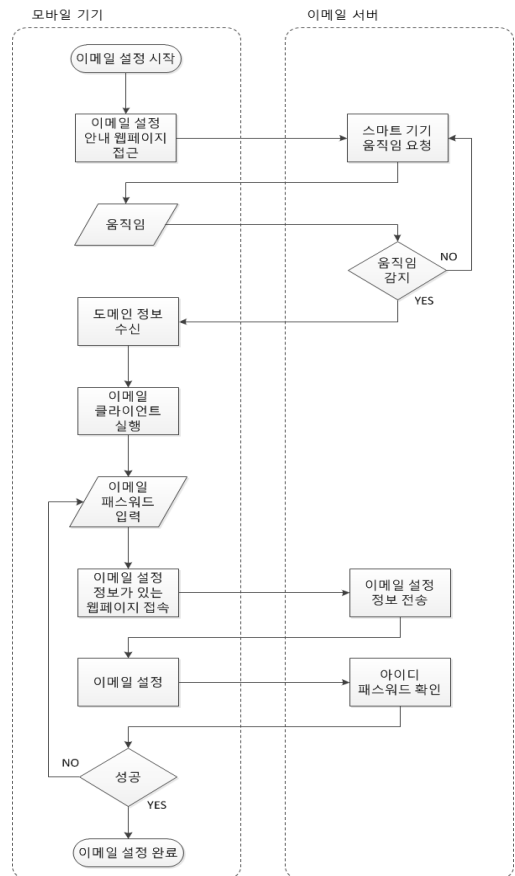 모바일 기기
이메일 서버
이메일 설정 시작
이메일 설정
안내 웹페이지
접근
스마트 기기
움직임 요청
움직임
움직임
감지
NO
YES
도메인 정보
수신
이메일
클라이언트
실행
이메일
패스워드
입력
이메일 설정
정보가 있는
웹페이지 접속
이메일 설정
정보 전송
이메일 설정
아이디
패스워드 확인
성공
NO
YES
이메일 설정 완료